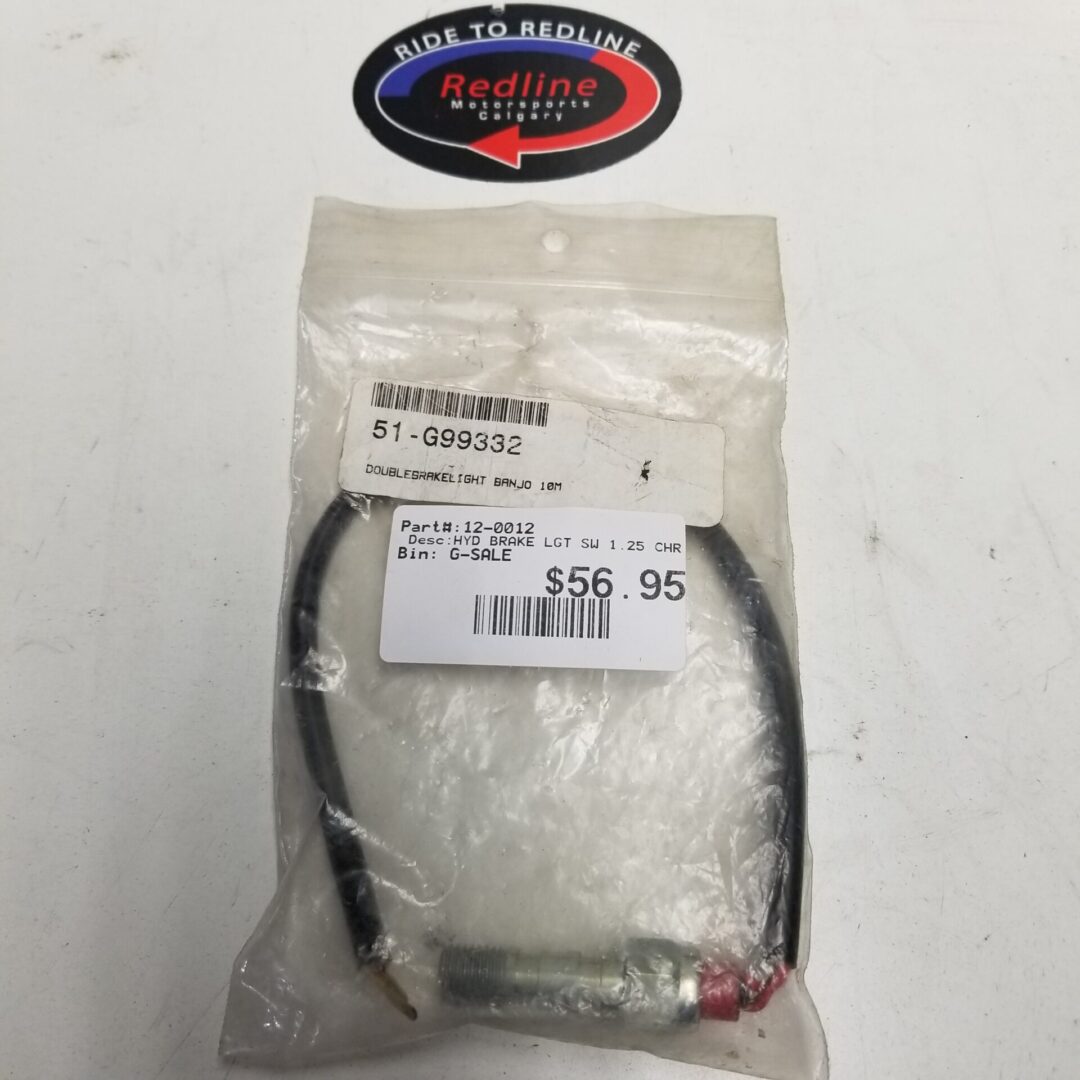 RIDE TO REDLINE
Redline
Motorsports
Calgary
51-G99332
DOUBLEBRAKELIGHT BANJO 10M
Part#:12-0012
Desc:HYD BRAKE LGT SW 1.25 CHR
Bin: G-SALE
$56.95